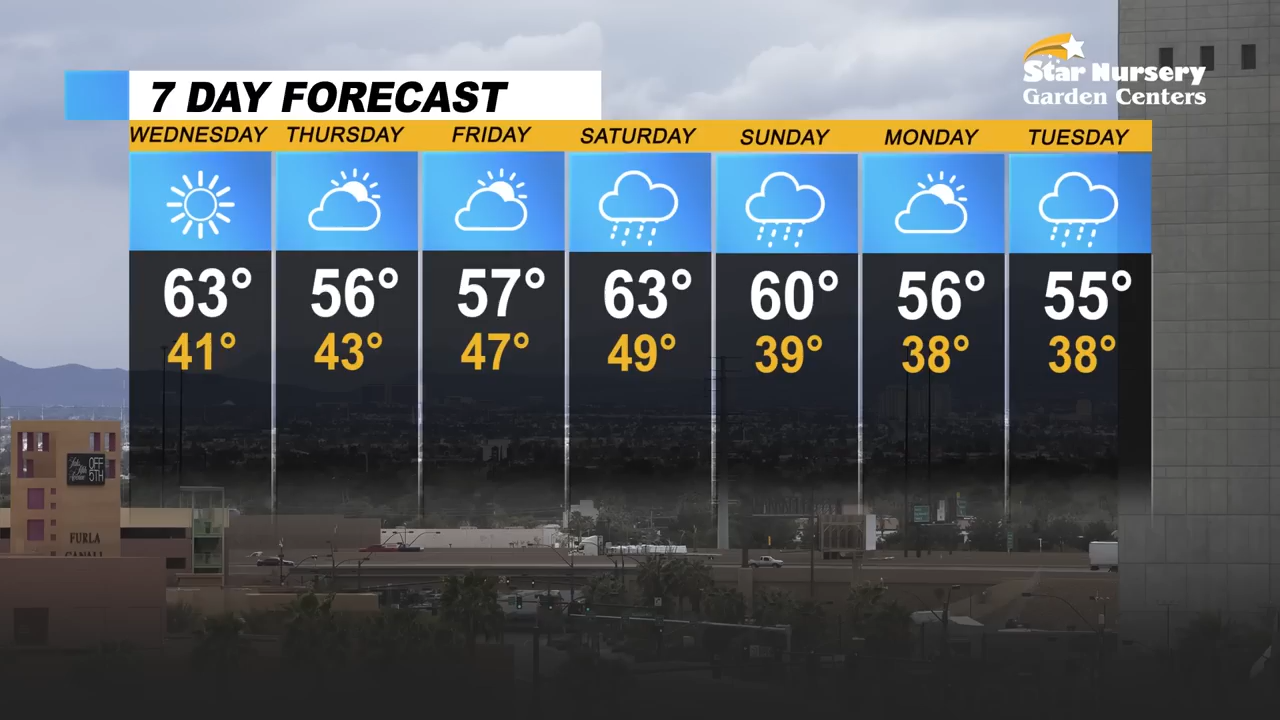 7 DAY FORECAST
Star Nursery
Garden Centers
WEDNESDAY THURSDAY FRIDAY SATURDAY SUNDAY MONDAY TUESDAY
63° 56° 57° 63° 60° 56° 55°
41° 43° 47° 49° 39° 38° 38°
OFF
5TH
FURLA